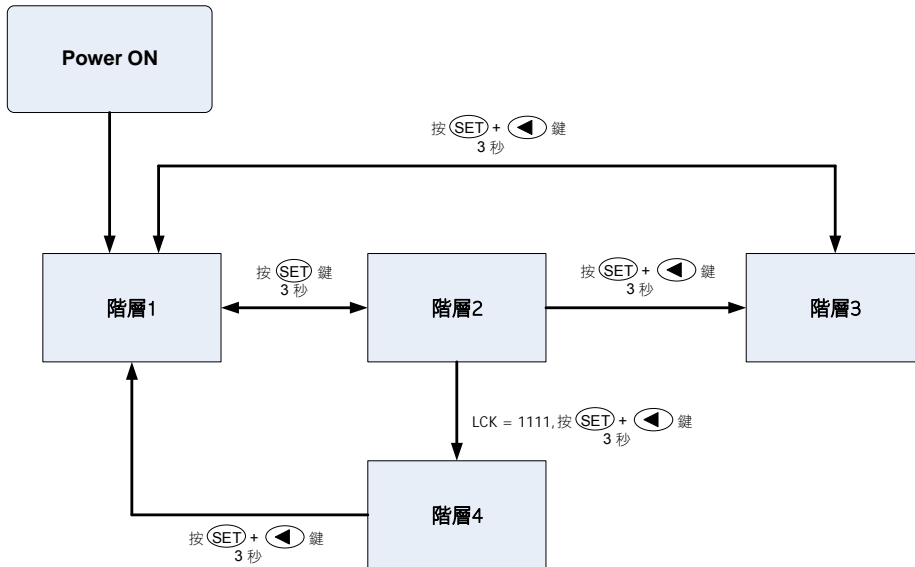 Power ON
按 SET + ◀ 鍵
3 秒
階層1
按 SET 鍵
3 秒
階層2
按 SET + ◀ 鍵
3 秒
階層3
LCK = 1111,按 SET + ◀ 鍵
3 秒
階層4
按 SET + ◀ 鍵
3 秒